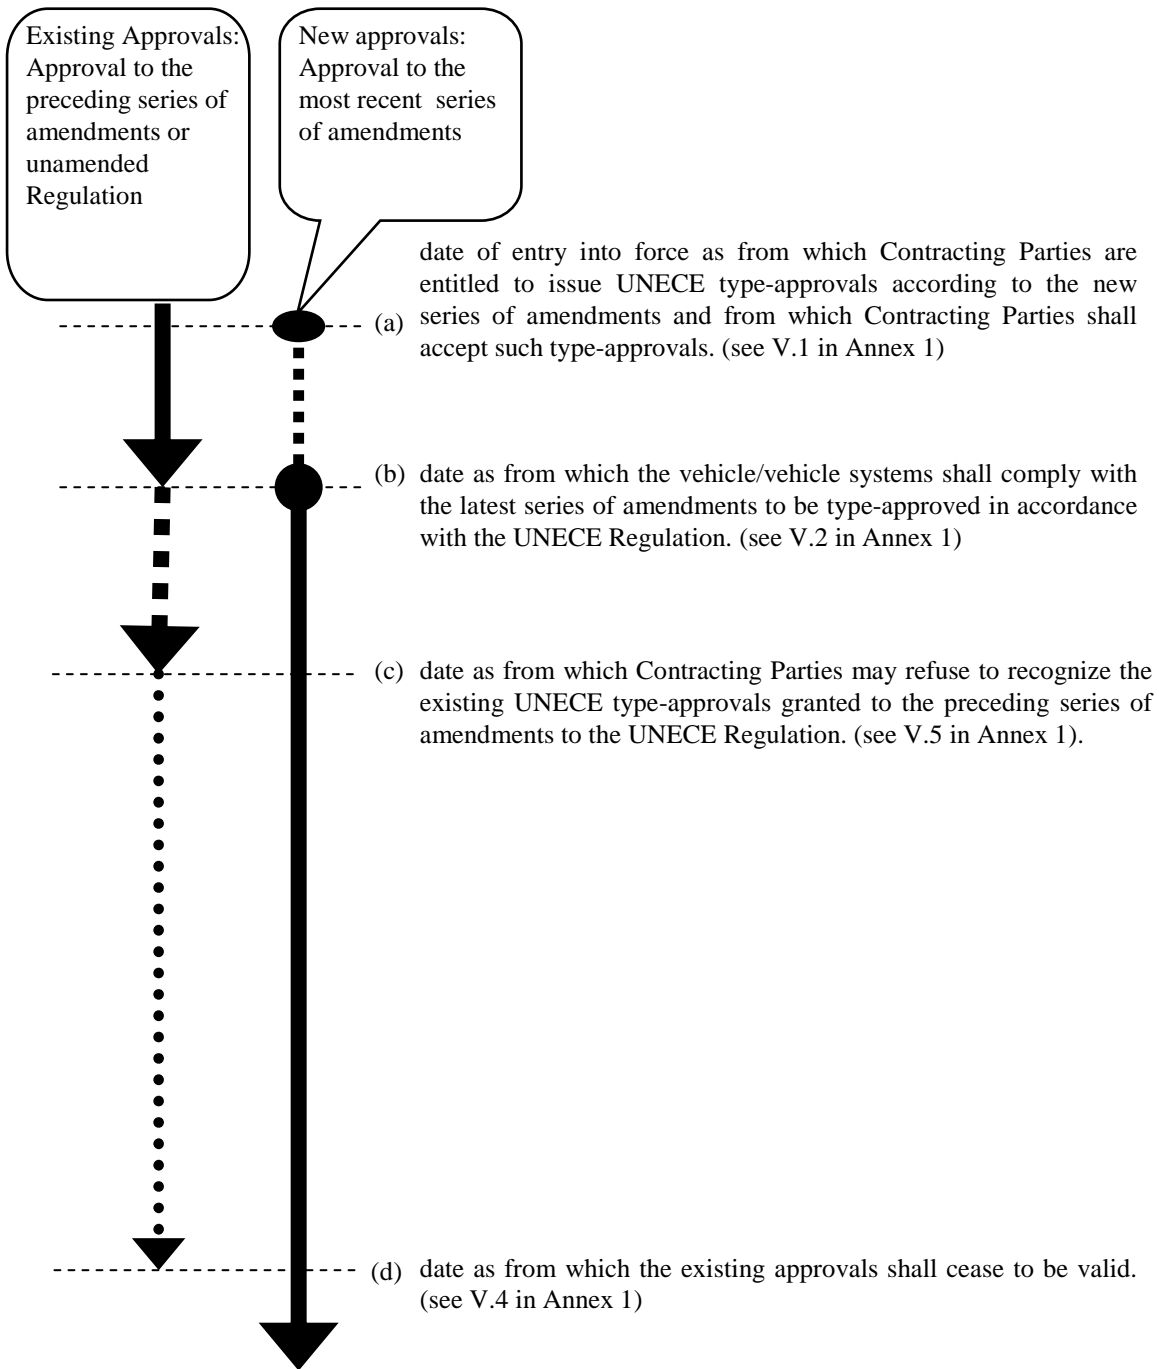 Existing Approvals:
Approval to the
preceding series of
amendments or
unamended
Regulation
New approvals:
Approval to the
most recent series
of amendments
(a) date of entry into force as from which Contracting Parties are
entitled to issue UNECE type-approvals according to the new
series of amendments and from which Contracting Parties shall
accept such type-approvals. (see V.1 in Annex 1)
(b) date as from which the vehicle/vehicle systems shall comply with
the latest series of amendments to be type-approved in accordance
with the UNECE Regulation. (see V.2 in Annex 1)
(c) date as from which Contracting Parties may refuse to recognize the
existing UNECE type-approvals granted to the preceding series of
amendments to the UNECE Regulation. (see V.5 in Annex 1).
(d) date as from which the existing approvals shall cease to be valid.
(see V.4 in Annex 1)